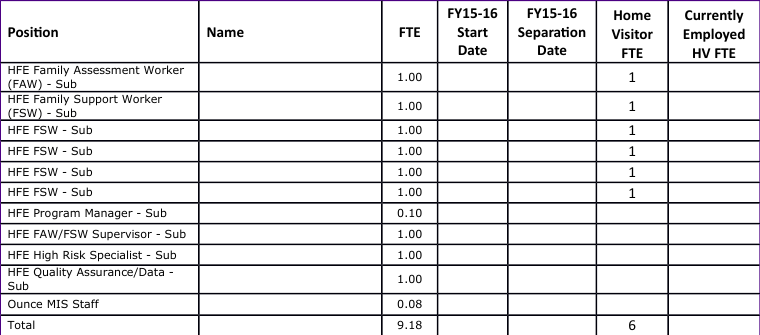 Position Name FTE FY15-16 Start Date FY15-16 Separation Date Home Visitor FTE Currently Employed HV FTE
HFE Family Assessment Worker
(FAW) - Sub 1.00 1
HFE Family Support Worker
(FSW) - Sub 1.00 1
HFE FSW - Sub 1.00 1
HFE FSW - Sub 1.00 1
HFE FSW - Sub 1.00 1
HFE FSW - Sub 1.00 1
HFE Program Manager - Sub 0.10
HFE FAW/FSW Supervisor - Sub 1.00
HFE High Risk Specialist - Sub 1.00
HFE Quality Assurance/Data -
Sub 1.00
Ounce MIS Staff 0.08
Total 9.18 6